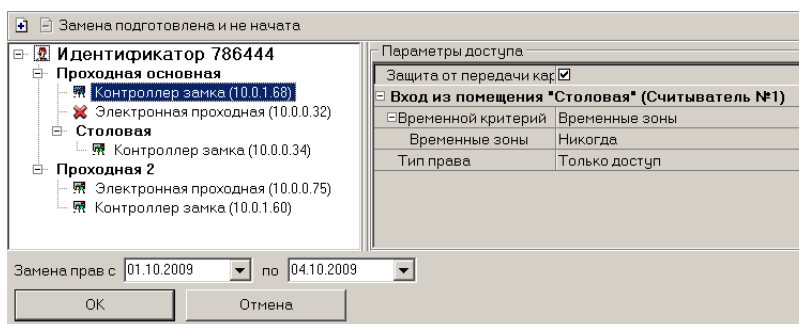 Замена подготовлена и не начата
Идентификатор 786444
Проходная основная
Контроллер замка (10.0.1.68)
Электронная проходная (10.0.0.32)
Столовая
Контроллер замка (10.0.0.34)
Проходная 2
Электронная проходная (10.0.0.75)
Контроллер замка (10.0.1.60)
Параметры доступа
Защита от передачи кар
Вход из помещения "Столовая" (Считыватель №1)
Временной критерий Временные зоны
Временные зоны Никогда
Тип права Только доступ
Замена прав с 01.10.2009 по 04.10.2009
OK Отмена